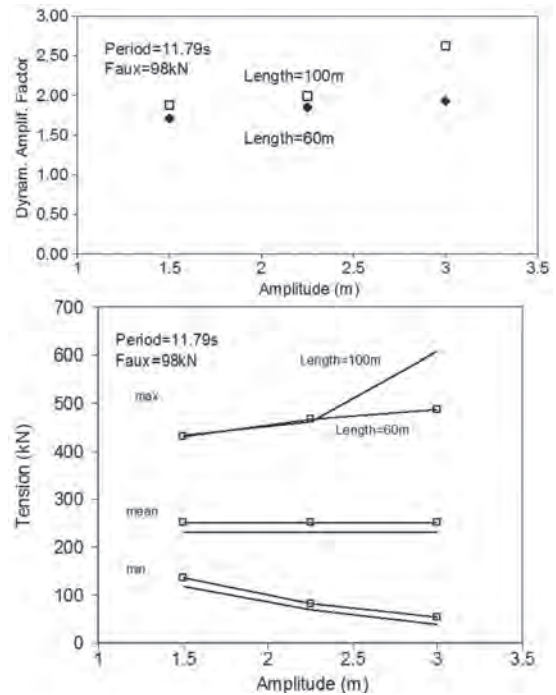 3.00
Period=11.79s
Faux=98kN
2.50
Length=100m
2.00
1.50
Length=60m
1.00
0.50
0.00
Dynam. Amplif. Factor
1 1.5 2 2.5 3 3.5
Amplitude (m)
700
Period=11.79s
Faux=98kN
600
Length=100m
500
max
Length=60m
400
300
mean
200
min
100
0
Tension (kN)
1 1.5 2 2.5 3 3.5
Amplitude (m)